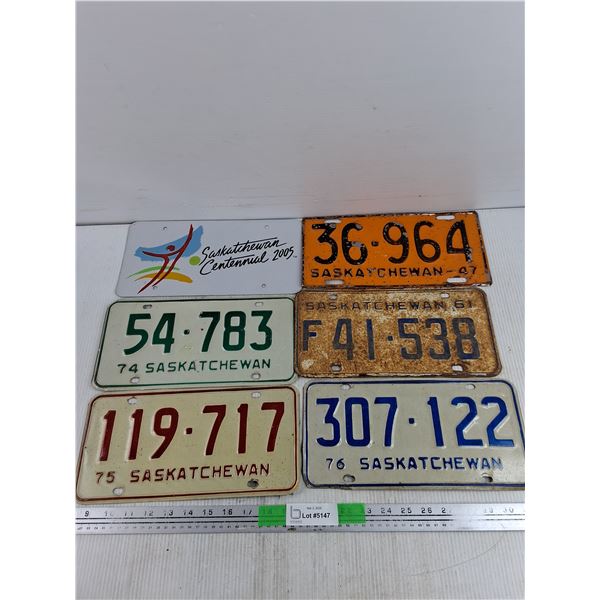 Saskatchewan
Centennial 2005
36-964
SASKATCHEWAN-47
54-783
74 SASKATCHEWAN
SASKATCHEWAN 61
F41-538
119-717
75 SASKATCHEWAN
307-122
76 SASKATCHEWAN
Lot #5147